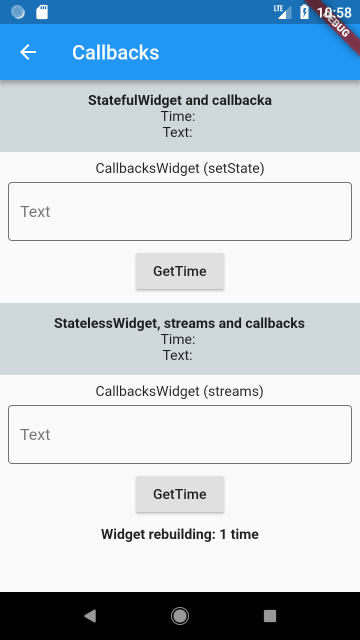 LTE 10:58
DEBUG
Callbacks
StatefulWidget and callbacka
Time:
Text:
CallbacksWidget (setState)
Text
GetTime
StatelessWidget, streams and callbacks
Time:
Text:
CallbacksWidget (streams)
Text
GetTime
Widget rebuilding: 1 time